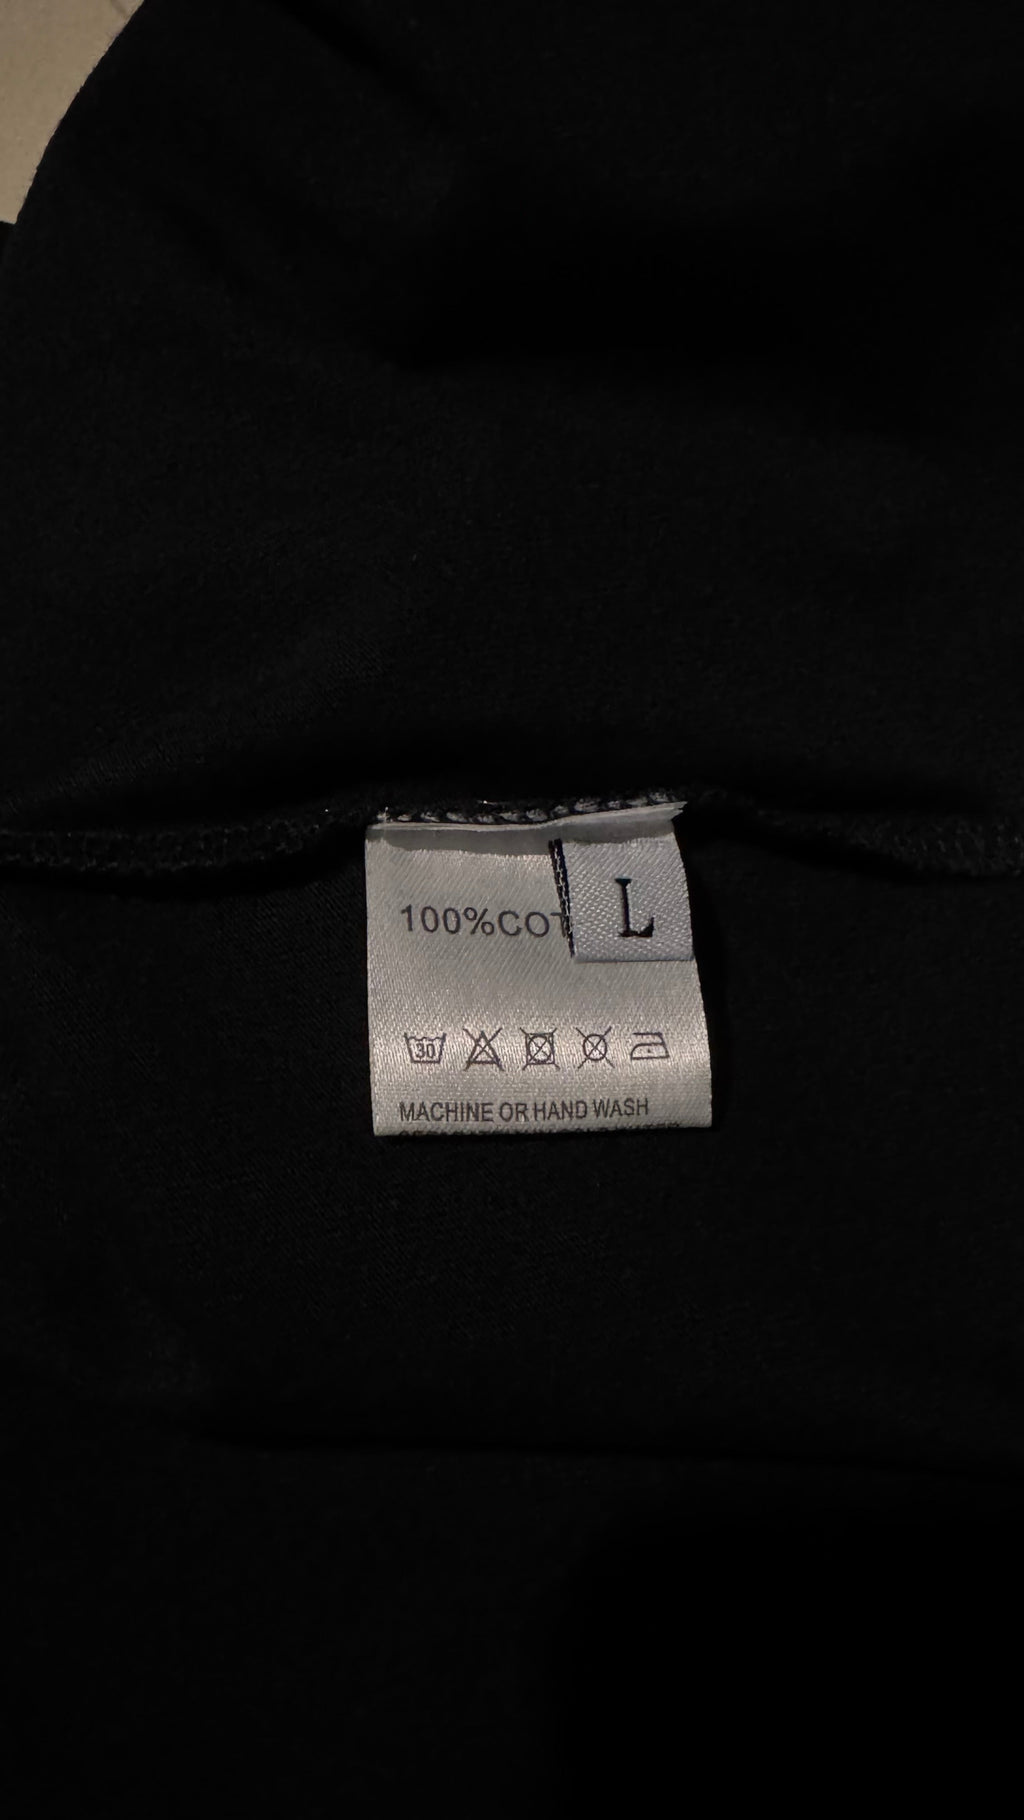 100%COT
L
30
MACHINE OR HAND WASH